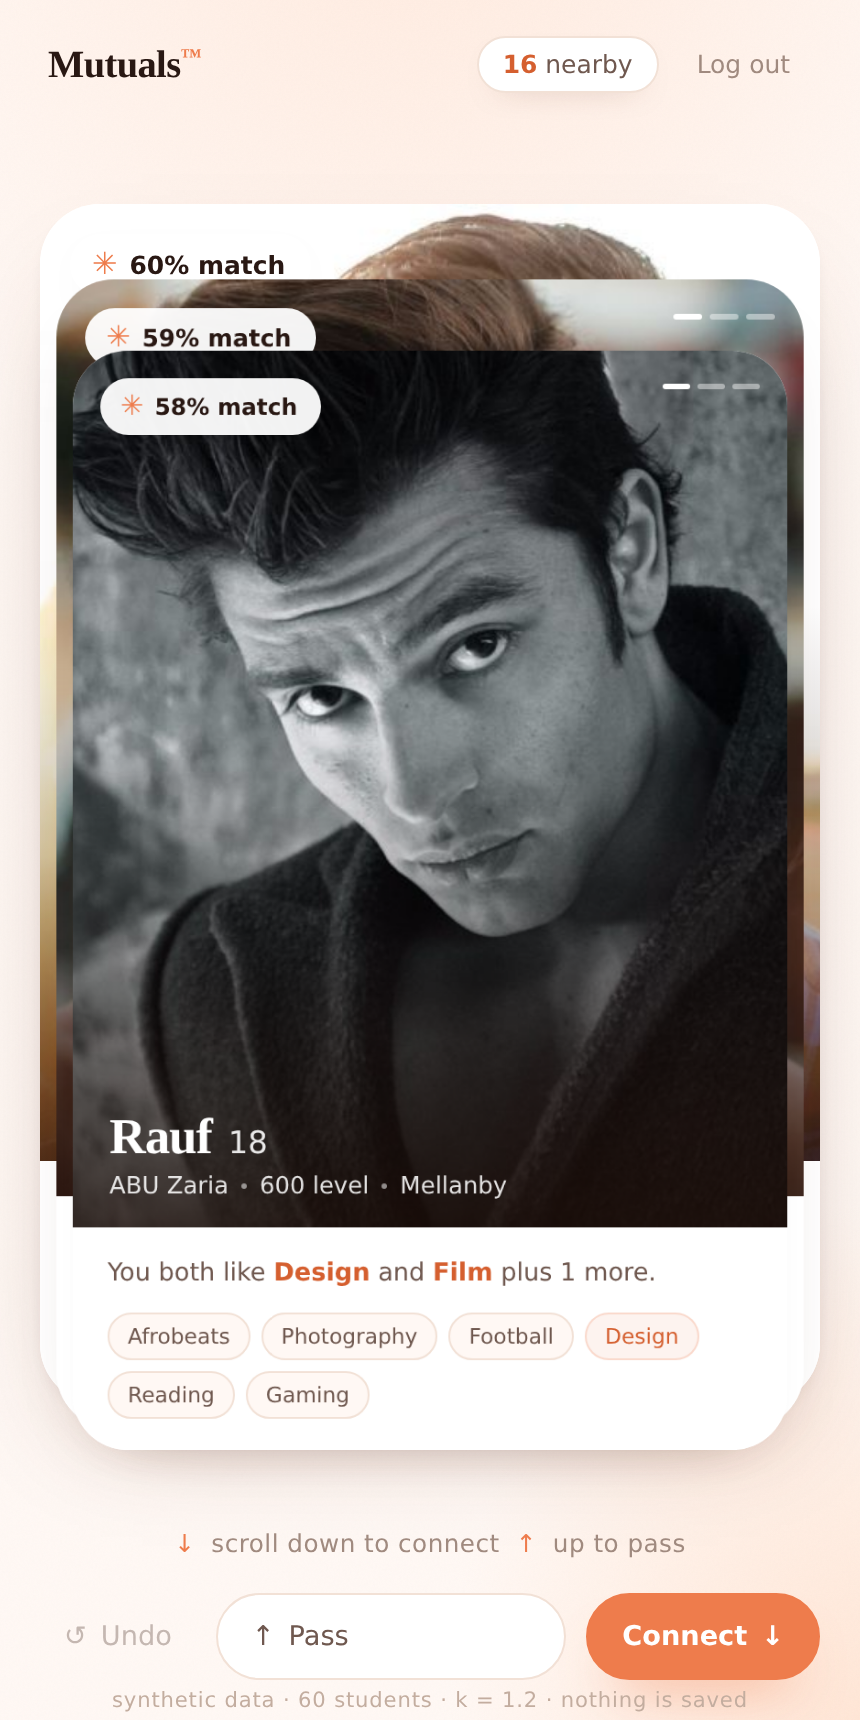 Mutuals™
16 nearby
Log out
✳ 60% match
✳ 59% match
✳ 58% match
Rauf 18
ABU Zaria • 600 level • Mellanby
You both like Design and Film plus 1 more.
Afrobeats Photography Football Design
Reading Gaming
↓ scroll down to connect ↑ up to pass
↺ Undo
↑ Pass
Connect ↓
synthetic data · 60 students · k = 1.2 · nothing is saved